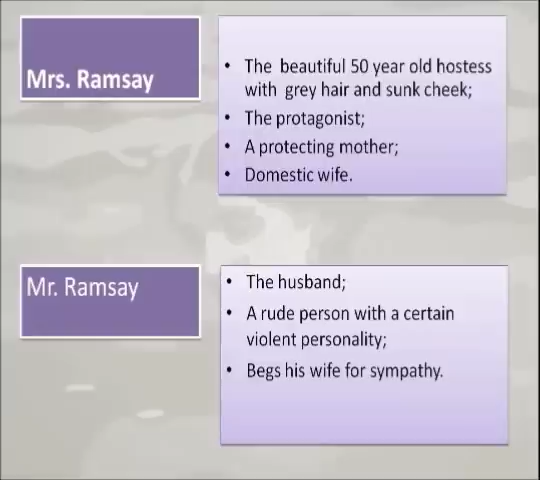 Mrs. Ramsay
• The beautiful 50 year old hostess
with grey hair and sunk cheek;
• The protagonist;
• A protecting mother;
• Domestic wife.
Mr. Ramsay
• The husband;
• A rude person with a certain
violent personality;
• Begs his wife for sympathy.